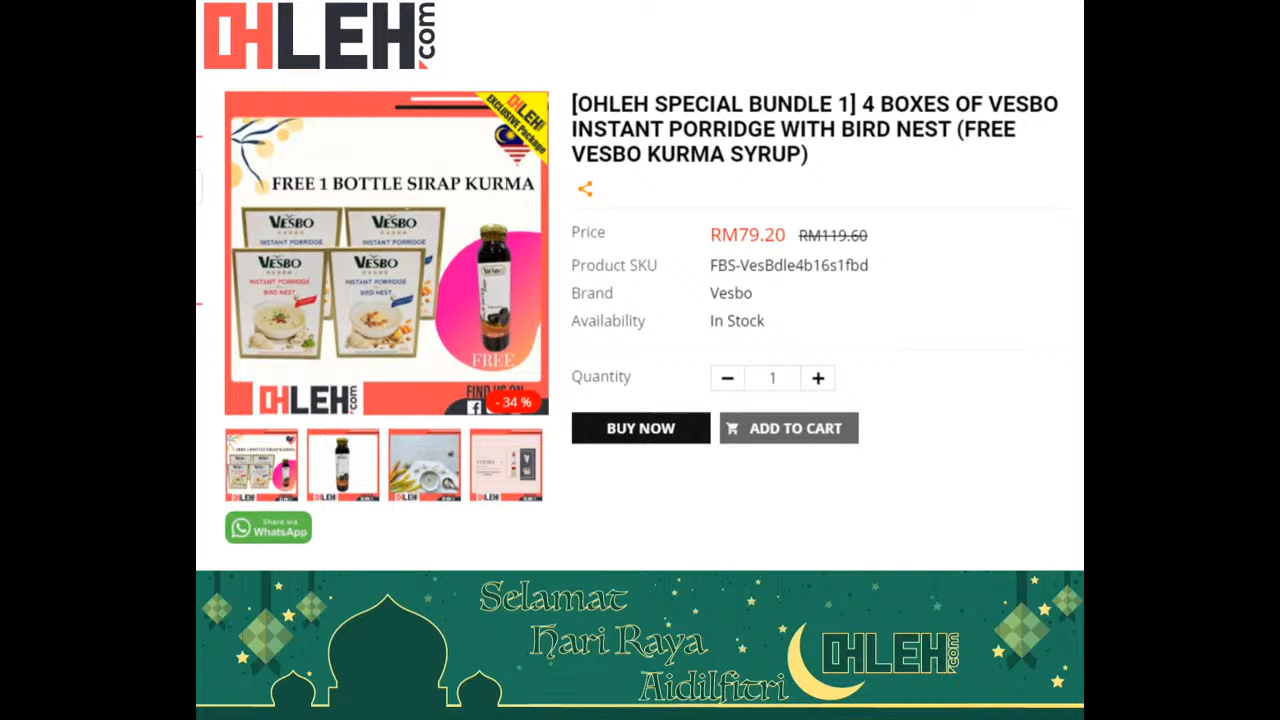 OHLEH.com
EXCLUSIVE Package
OHLEH
FREE 1 BOTTLE SIRAP KURMA
VESBO
INSTANT PORRIDGE
VESBO
INSTANT PORRIDGE
VESBO
INSTANT PORRIDGE
BIRD NEST
VESBO
INSTANT PORRIDGE
BIRD NEST
FREE
OHLEH.com
FIND US ON
- 34 %
Share via
WhatsApp
[OHLEH SPECIAL BUNDLE 1] 4 BOXES OF VESBO
INSTANT PORRIDGE WITH BIRD NEST (FREE
VESBO KURMA SYRUP)
Price RM79.20 RM119.60
Product SKU FBS-VesBdle4b16s1fbd
Brand Vesbo
Availability In Stock
Quantity - 1 +
BUY NOW ADD TO CART
Selamat
Hari Raya
Aidilfitri
OHLEH.com